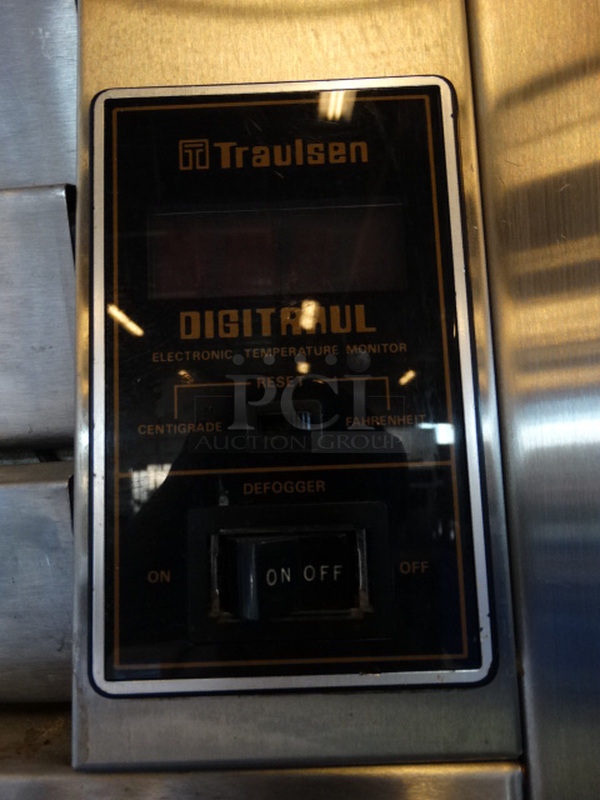 Traulsen
DIGITRAUL
ELECTRONIC TEMPERATURE MONITOR
RESET
PCI
CENTIGRADE FAHRENHEIT
AUCTION GROUP
DEFOGGER
ON ON OFF OFF